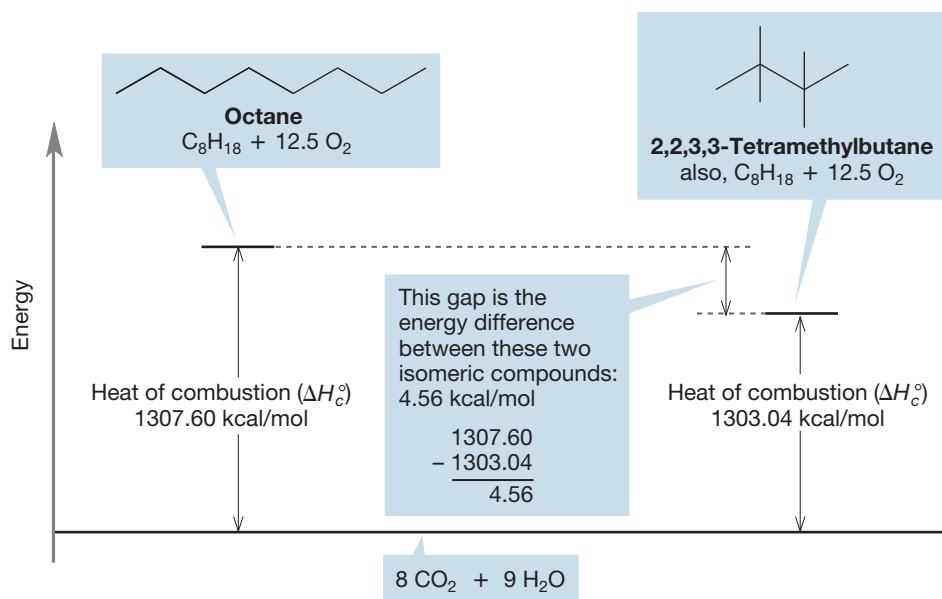 Octane
C₈H₁₈ + 12.5 O₂
2,2,3,3-Tetramethylbutane
also, C₈H₁₈ + 12.5 O₂
Energy
This gap is the
energy difference
between these two
isomeric compounds:
4.56 kcal/mol
1307.60
– 1303.04
4.56
Heat of combustion (ΔH°c)
1307.60 kcal/mol
Heat of combustion (ΔH°c)
1303.04 kcal/mol
8 CO₂ + 9 H₂O